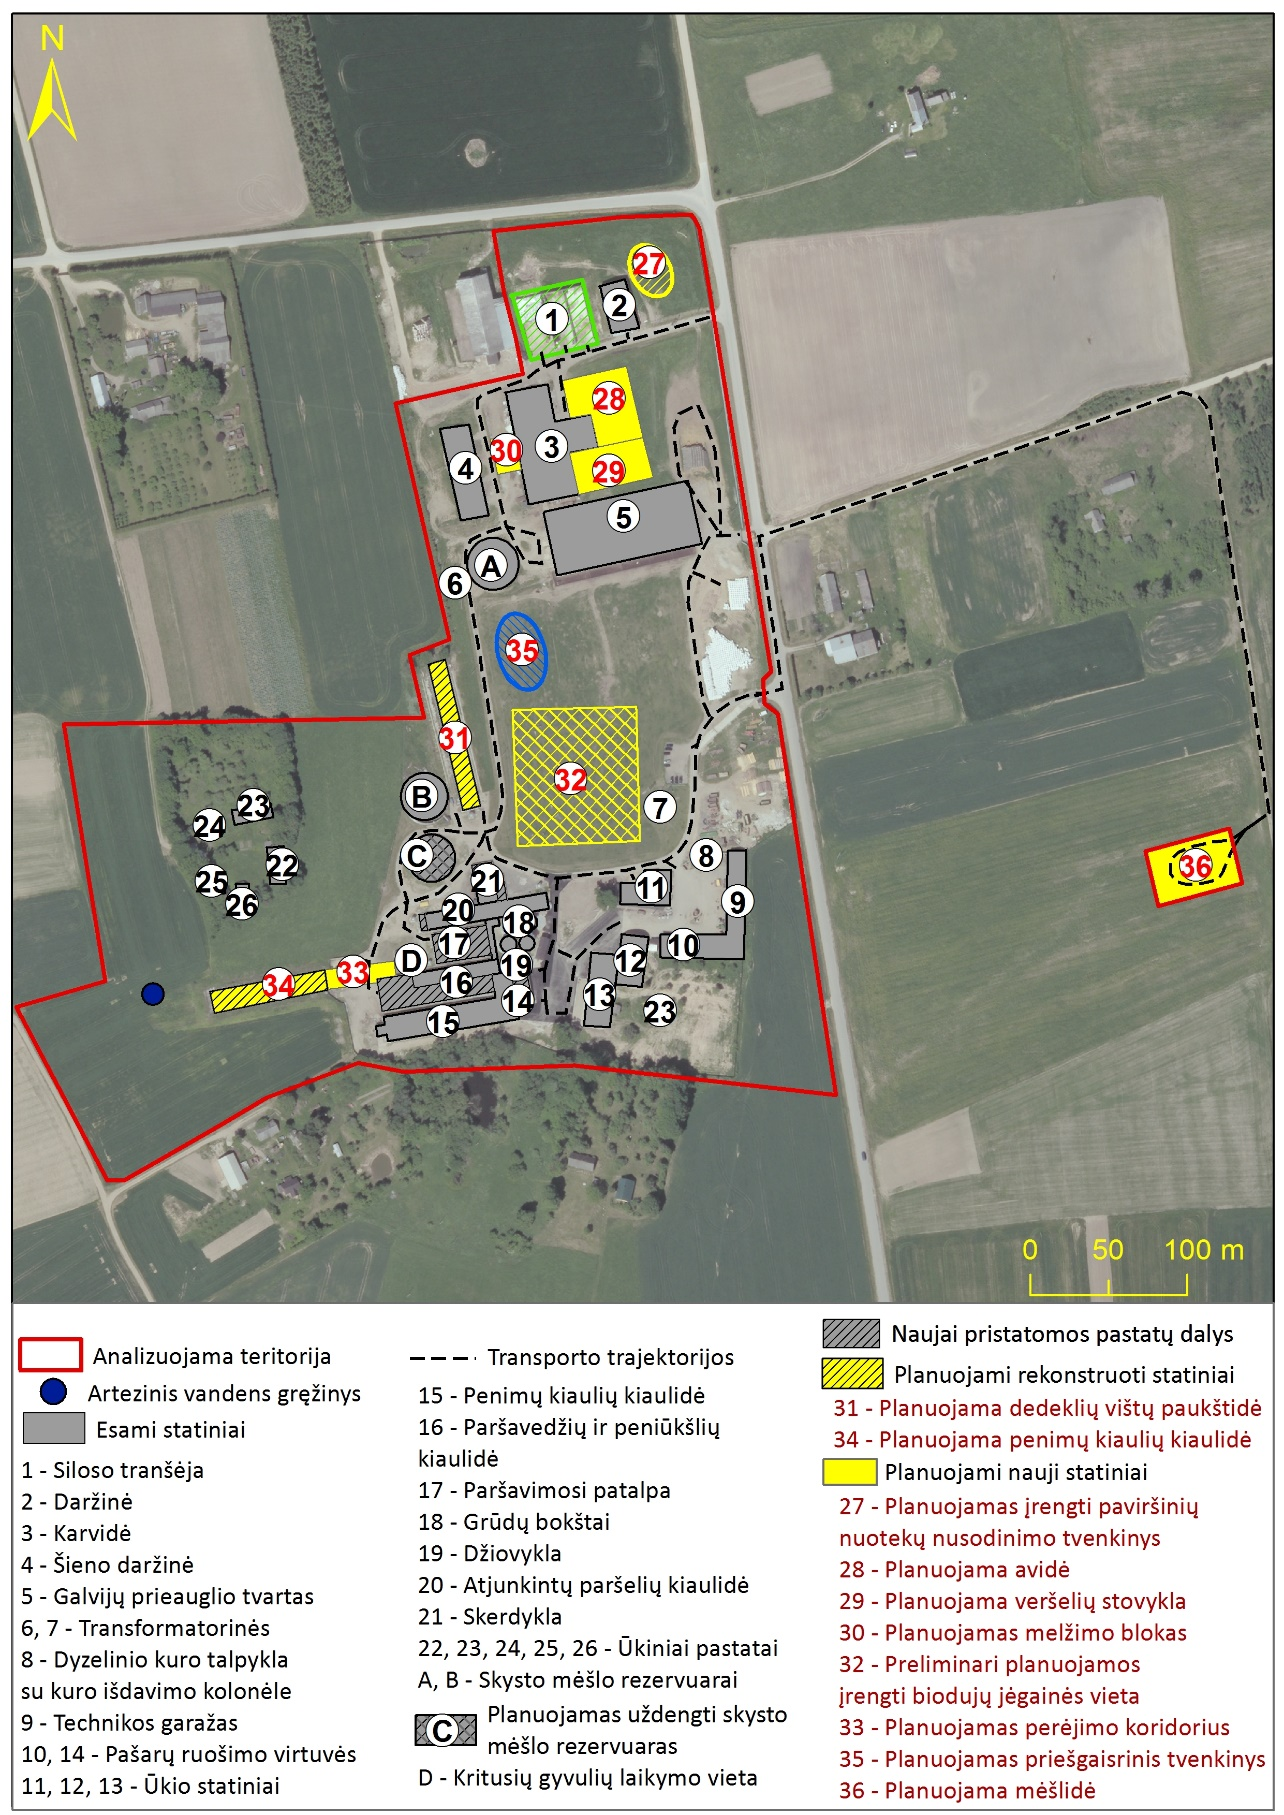 N
27
1
2
28
3
30
4
29
5
A
6
35
31
32
B
7
23
24
C
8
22
25
21
11
26
20
9
18
17
10
D
12
33
19
34
16
13
14
15
23
36
0 50 100 m
Analizuojama teritorija
Artezinis vandens gręžinys
Esami statiniai
1 - Siloso tranšėja
2 - Daržinė
3 - Karvidė
4 - Šieno daržinė
5 - Galvijų prieauglio tvartas
6, 7 - Transformatorinės
8 - Dyzelinio kuro talpykla
su kuro išdavimo kolonėle
9 - Technikos garažas
10, 14 - Pašarų ruošimo virtuvės
11, 12, 13 - Ūkio statiniai
Transporto trajektorijos
15 - Penimų kiaulių kiaulidė
16 - Paršavedžių ir peniūkšlių
kiaulidė
17 - Paršavimosi patalpa
18 - Grūdų bokštai
19 - Džiovykla
20 - Atjunkintų paršelių kiaulidė
21 - Skerdykla
22, 23, 24, 25, 26 - Ūkiniai pastatai
A, B - Skysto mėšlo rezervuarai
C
Planuojamas uždengti skysto
mėšlo rezervuaras
D - Kritusių gyvulių laikymo vieta
Naujai pristatomos pastatų dalys
Planuojami rekonstruoti statiniai
31 - Planuojama dedeklių vištų paukštidė
34 - Planuojama penimų kiaulių kiaulidė
Planuojami nauji statiniai
27 - Planuojamas įrengti paviršinių
nuotekų nusodinimo tvenkinys
28 - Planuojama avidė
29 - Planuojama veršelių stovykla
30 - Planuojamas melžimo blokas
32 - Preliminari planuojamos
įrengti biodujų jėgainės vieta
33 - Planuojamas perėjimo koridorius
35 - Planuojamas priešgaisrinis tvenkinys
36 - Planuojama mėšlidė